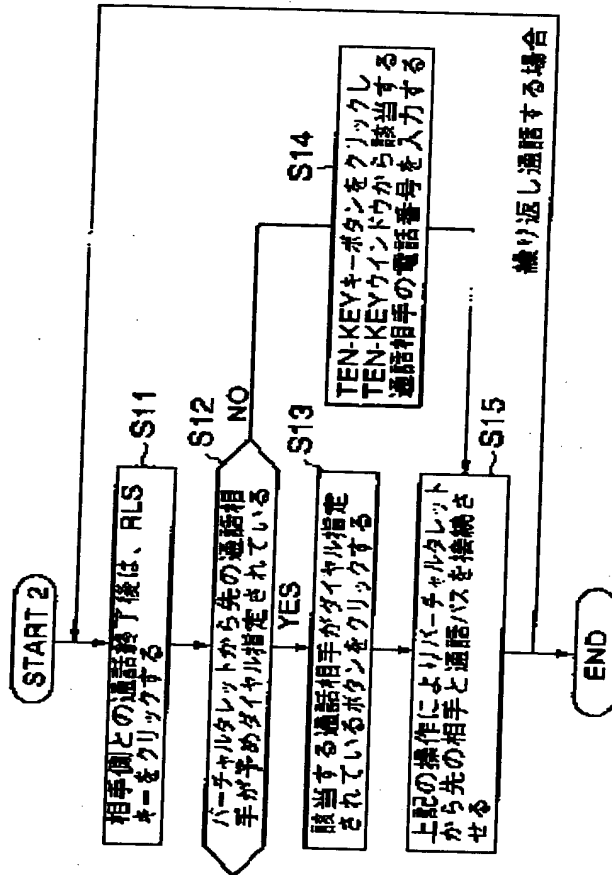 START 2
S11
相手側との通話終了後は、RLS
キーをクリックする
S12
バーチャルタレットから先の通話相
手が予めダイヤル指定されている
NO
YES
S13
該当する通話相手がダイヤル指定
されているボタンをクリックする
S14
TEN-KEYキーボタンをクリックし
TEN-KEYウインドウから該当する
通話相手の電話番号を入力する
S15
上記の操作によりバーチャルタレット
から先の相手と通話パスを接続さ
せる
繰り返し通話する場合
END